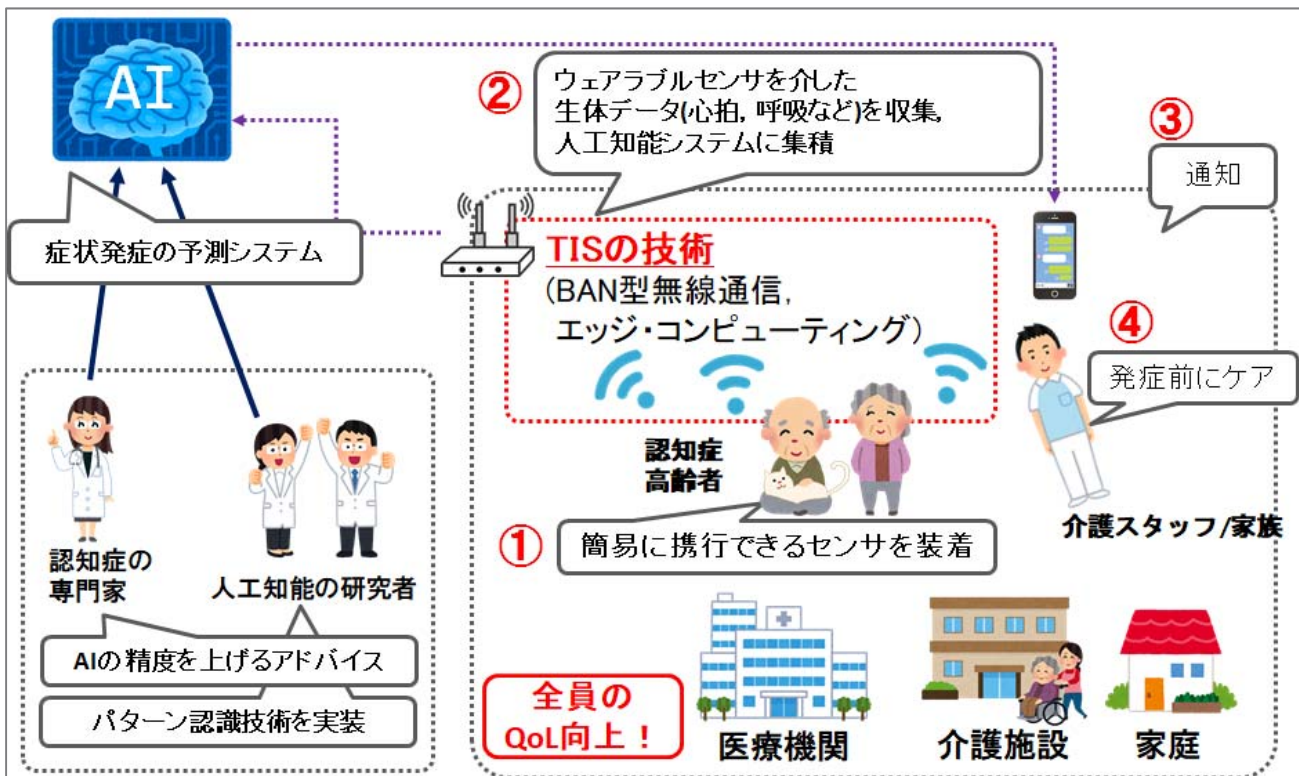 AI
②
ウェアラブルセンサを介した
生体データ(心拍, 呼吸など)を収集,
人工知能システムに集積
③
通知
症状発症の予測システム
TISの技術
(BAN型無線通信,
エッジ・コンピューティング)
④
発症前にケア
認知症
高齢者
介護スタッフ/家族
①
簡易に携行できるセンサを装着
認知症の
専門家
人工知能の研究者
AIの精度を上げるアドバイス
パターン認識技術を実装
全員の
QoL向上！
医療機関
介護施設
家庭